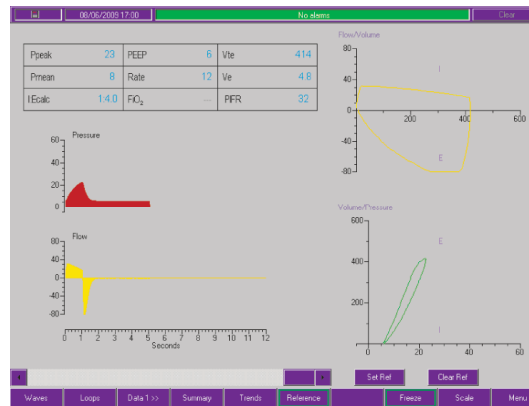 08/06/2009 17:00 No alarms Clear
Ppeak 23 PEEP 6 Vte 414
Pmean 8 Rate 12 Ve 4.8
I:Ecalc 1:4.0 FiO2 --- PIFR 32
Pressure
60
40
20
0
Flow
80
40
0
-40
-80
0 1 2 3 4 5 6 7 8 9 10 11 12
Seconds
Flow/Volume
80
40
0
-40
-80
200 400 600
I
E
Volume/Pressure
600
400
200
0 20 40 60
E
I
Set Ref Clear Ref
Waves Loops Data 1 >> Summary Trends Reference Freeze Scale Menu